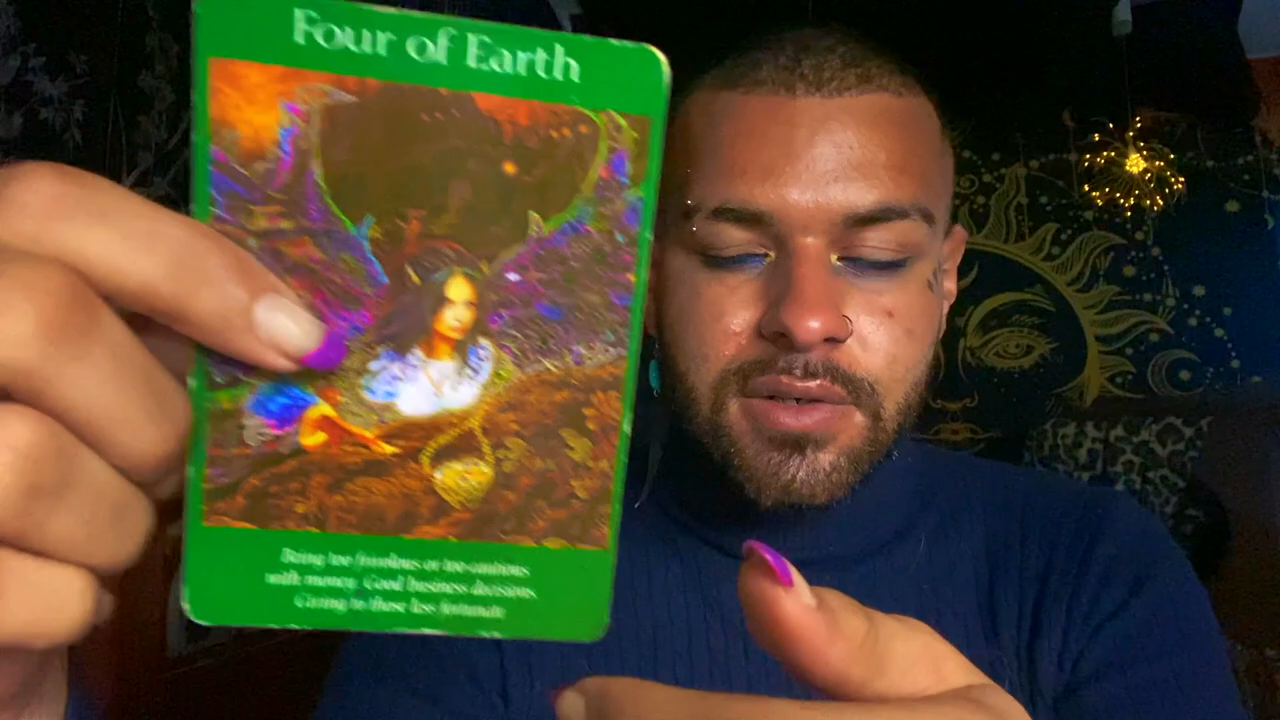 Four of Earth
Being too frivolous or too cautious
with money. Good business decisions.
Giving to those less fortunate